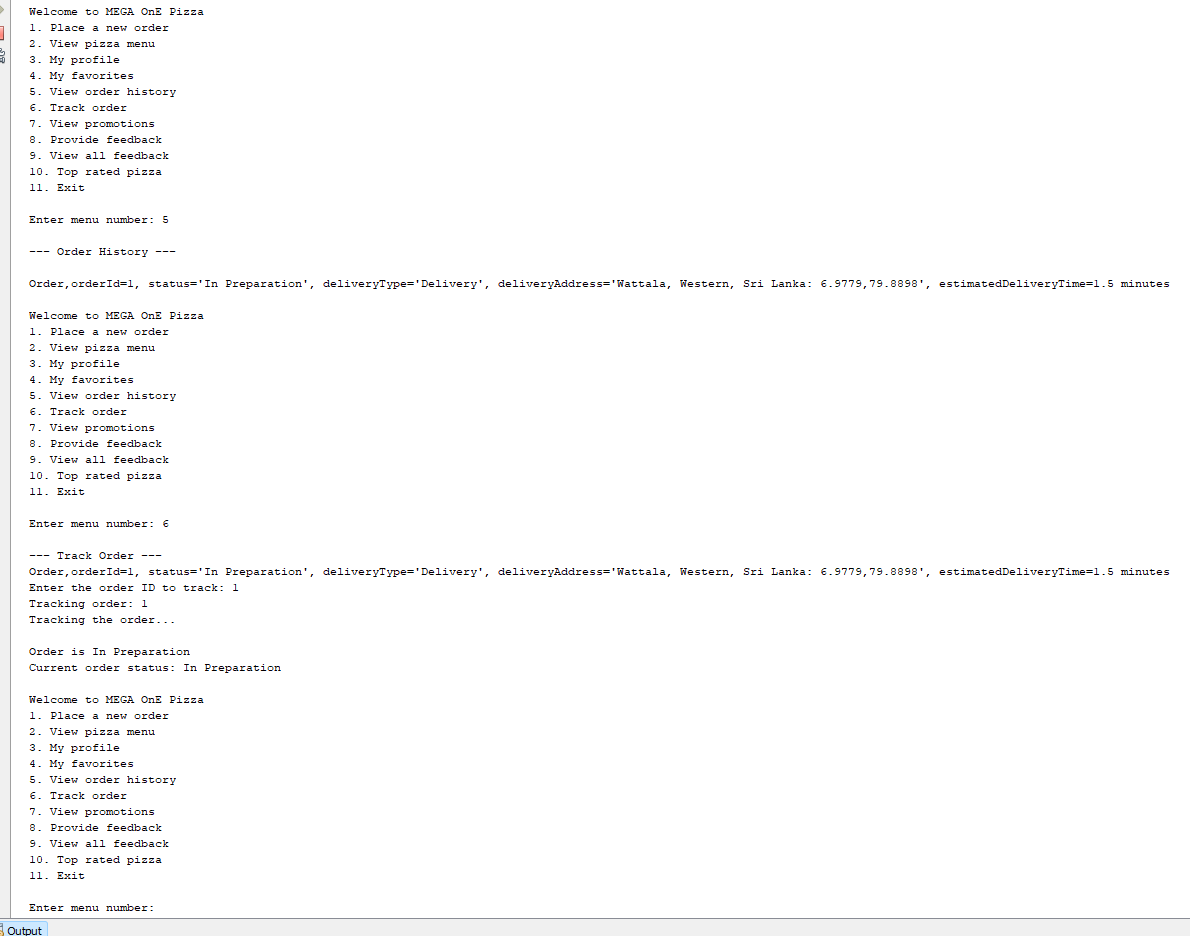 Welcome to MEGA OnE Pizza
1. Place a new order
2. View pizza menu
3. My profile
4. My favorites
5. View order history
6. Track order
7. View promotions
8. Provide feedback
9. View all feedback
10. Top rated pizza
11. Exit
Enter menu number: 5
--- Order History ---
Order,orderId=1, status='In Preparation', deliveryType='Delivery', deliveryAddress='Wattala, Western, Sri Lanka: 6.9779,79.8898', estimatedDeliveryTime=1.5 minutes
Welcome to MEGA OnE Pizza
1. Place a new order
2. View pizza menu
3. My profile
4. My favorites
5. View order history
6. Track order
7. View promotions
8. Provide feedback
9. View all feedback
10. Top rated pizza
11. Exit
Enter menu number: 6
--- Track Order ---
Order,orderId=1, status='In Preparation', deliveryType='Delivery', deliveryAddress='Wattala, Western, Sri Lanka: 6.9779,79.8898', estimatedDeliveryTime=1.5 minutes
Enter the order ID to track: 1
Tracking order: 1
Tracking the order...
Order is In Preparation
Current order status: In Preparation
Welcome to MEGA OnE Pizza
1. Place a new order
2. View pizza menu
3. My profile
4. My favorites
5. View order history
6. Track order
7. View promotions
8. Provide feedback
9. View all feedback
10. Top rated pizza
11. Exit
Enter menu number:
Output